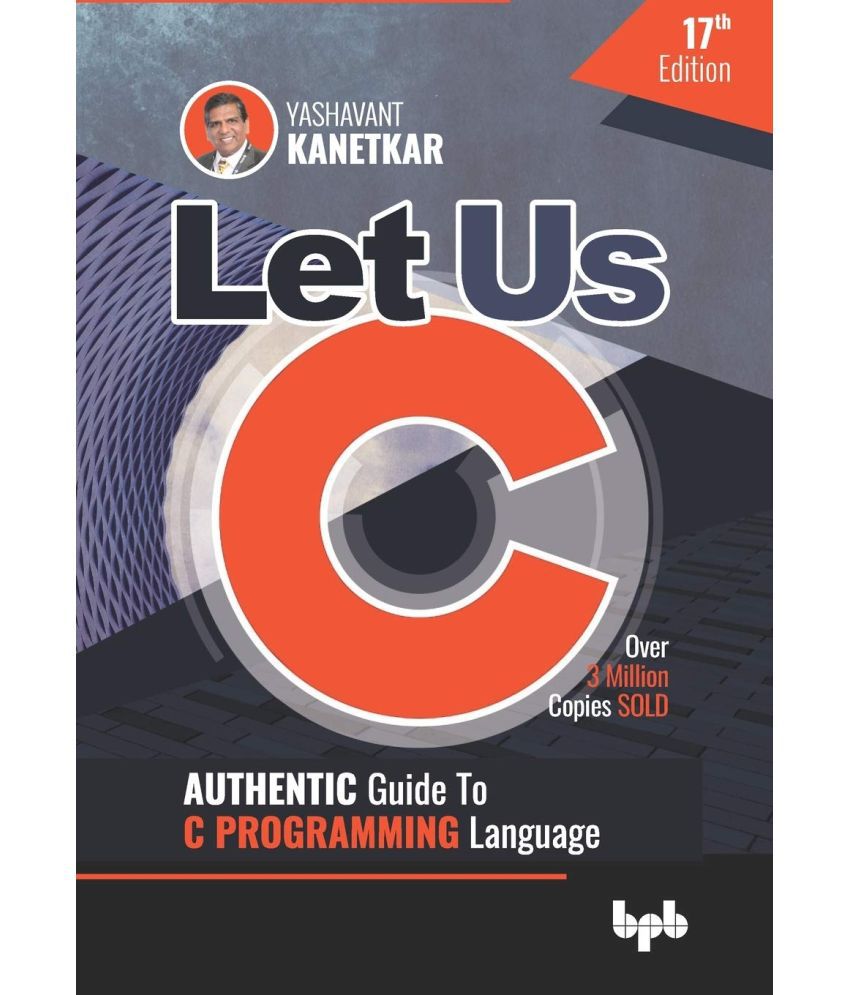 17th
Edition
YASHAVANT
KANETKAR
Let Us
C
Over
3 Million
Copies SOLD
AUTHENTIC Guide To
C PROGRAMMING Language
bpb